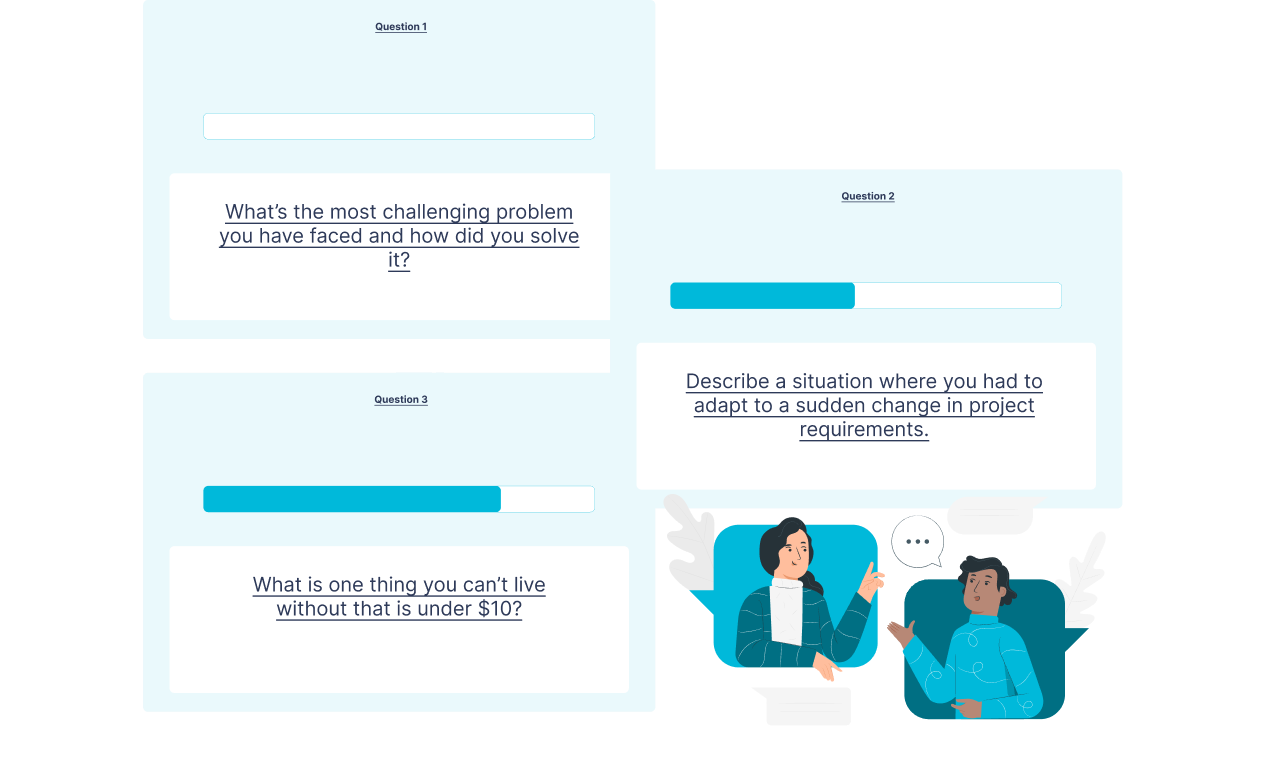 Question 1
What’s the most challenging problem
you have faced and how did you solve
it?
Question 2
Describe a situation where you had to
adapt to a sudden change in project
requirements.
Question 3
What is one thing you can’t live
without that is under $10?